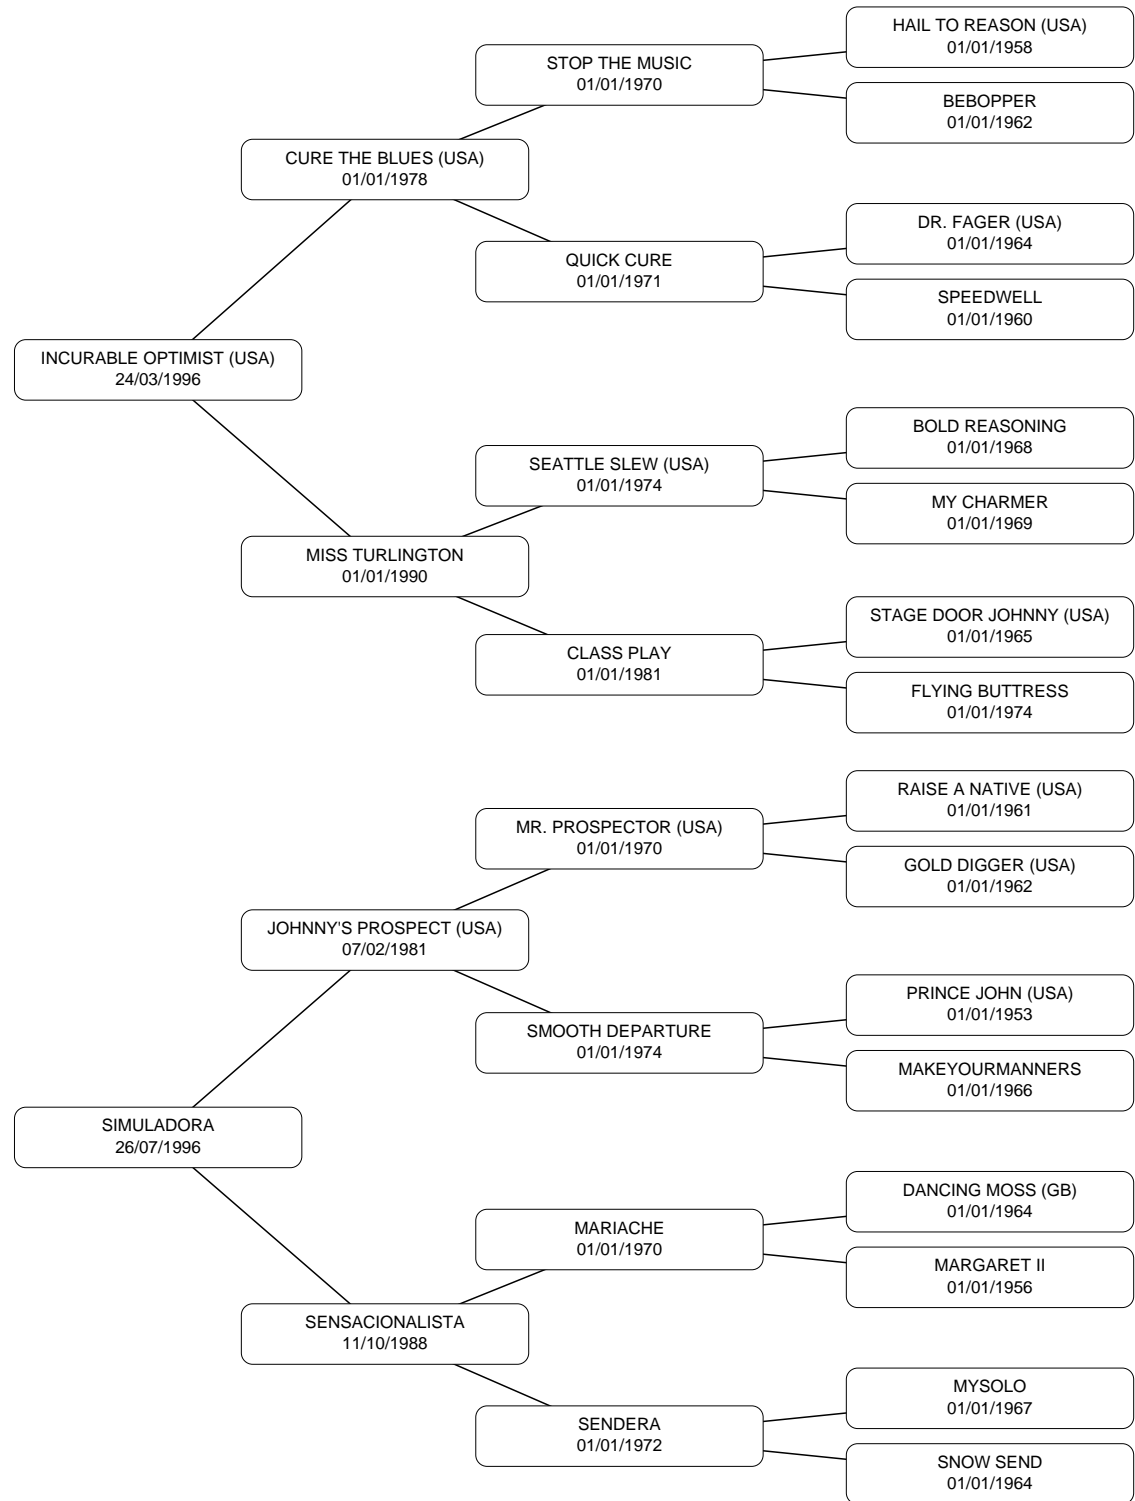 HAIL TO REASON (USA)
01/01/1958
STOP THE MUSIC
01/01/1970
BEBOPPER
01/01/1962
CURE THE BLUES (USA)
01/01/1978
DR. FAGER (USA)
01/01/1964
QUICK CURE
01/01/1971
SPEEDWELL
01/01/1960
INCURABLE OPTIMIST (USA)
24/03/1996
BOLD REASONING
01/01/1968
SEATTLE SLEW (USA)
01/01/1974
MY CHARMER
01/01/1969
MISS TURLINGTON
01/01/1990
STAGE DOOR JOHNNY (USA)
01/01/1965
CLASS PLAY
01/01/1981
FLYING BUTTRESS
01/01/1974
RAISE A NATIVE (USA)
01/01/1961
MR. PROSPECTOR (USA)
01/01/1970
GOLD DIGGER (USA)
01/01/1962
JOHNNY'S PROSPECT (USA)
07/02/1981
PRINCE JOHN (USA)
01/01/1953
SMOOTH DEPARTURE
01/01/1974
MAKEYOURMANNERS
01/01/1966
SIMULADORA
26/07/1996
DANCING MOSS (GB)
01/01/1964
MARIACHE
01/01/1970
MARGARET II
01/01/1956
SENSACIONALISTA
11/10/1988
MYSOLO
01/01/1967
SENDERA
01/01/1972
SNOW SEND
01/01/1964